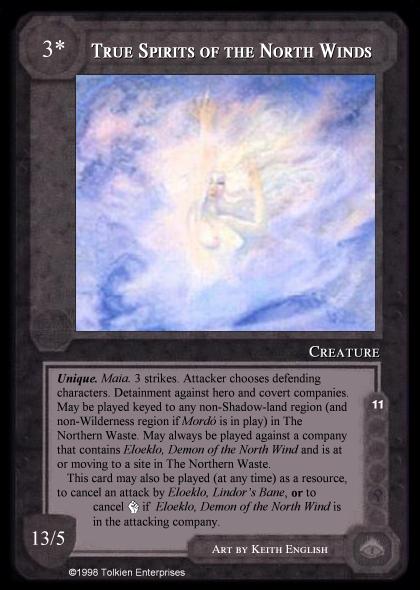 3*
TRUE SPIRITS OF THE NORTH WINDS
CREATURE
Unique. Maia. 3 strikes. Attacker chooses defending
characters. Detainment against hero and covert companies.
May be played keyed to any non-Shadow-land region (and
non-Wilderness region if Mordó is in play) in The
Northern Waste. May always be played against a company
that contains Eloeklo, Demon of the North Wind and is at
or moving to a site in The Northern Waste.
This card may also be played (at any time) as a resource,
to cancel an attack by Eloeklo, Lindor's Bane, or to
cancel if Eloeklo, Demon of the North Wind is
in the attacking company.
11
13/5
ART BY KEITH ENGLISH
©1998 Tolkien Enterprises